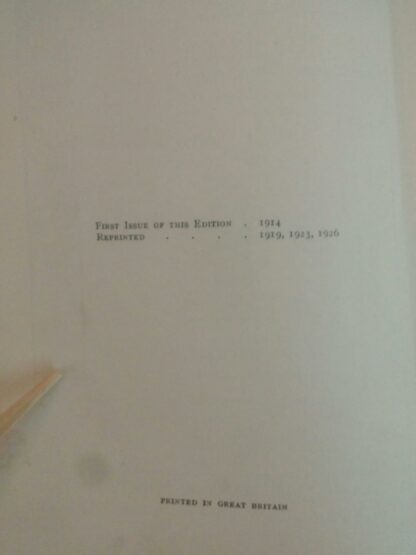 First Issue of this Edition . 1914
Reprinted . . . . 1919, 1923, 1926
PRINTED IN GREAT BRITAIN